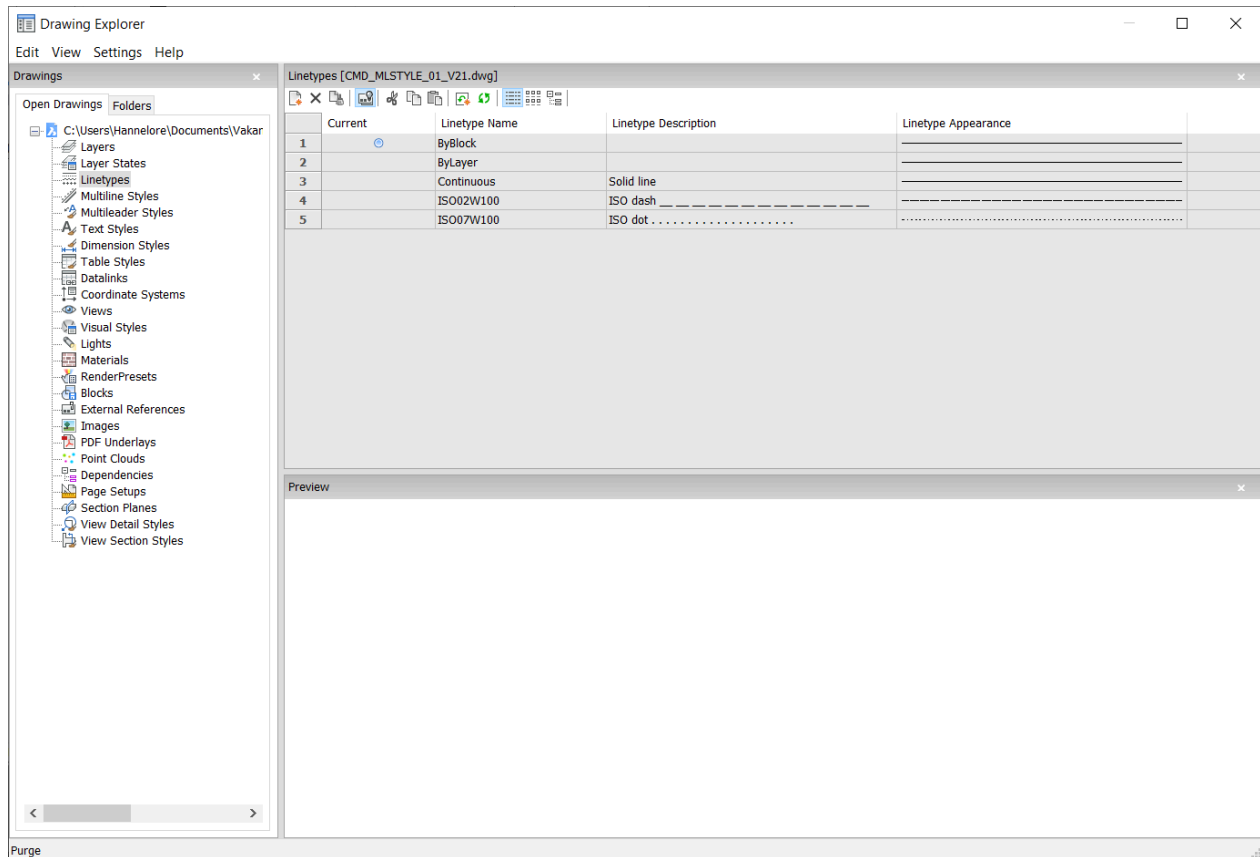 Drawing Explorer
Edit View Settings Help
Drawings
Open Drawings Folders
C:\Users\Hannelore\Documents\Vakar
Layers
Layer States
Linetypes
Multiline Styles
Multileader Styles
Text Styles
Dimension Styles
Table Styles
Datalinks
Coordinate Systems
Views
Visual Styles
Lights
Materials
RenderPresets
Blocks
External References
Images
PDF Underlays
Point Clouds
Dependencies
Page Setups
Section Planes
View Detail Styles
View Section Styles
Linetypes [CMD_MLSTYLE_01_V21.dwg]
Current Linetype Name Linetype Description Linetype Appearance
1 ByBlock
2 ByLayer
3 Continuous Solid line
4 ISO02W100 ISO dash __ __ __ __ __ __ __ __ __ __ __ __ __
5 ISO07W100 ISO dot . . . . . . . . . . . . . . . . . . . .
Preview
Purge